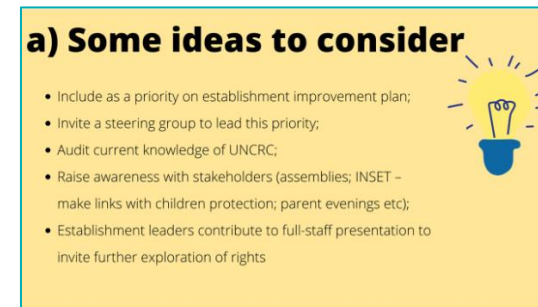 a) Some ideas to consider
• Include as a priority on establishment improvement plan;
• Invite a steering group to lead this priority;
• Audit current knowledge of UNCRC;
• Raise awareness with stakeholders (assemblies; INSET –
make links with children protection; parent evenings etc);
• Establishment leaders contribute to full-staff presentation to
invite further exploration of rights